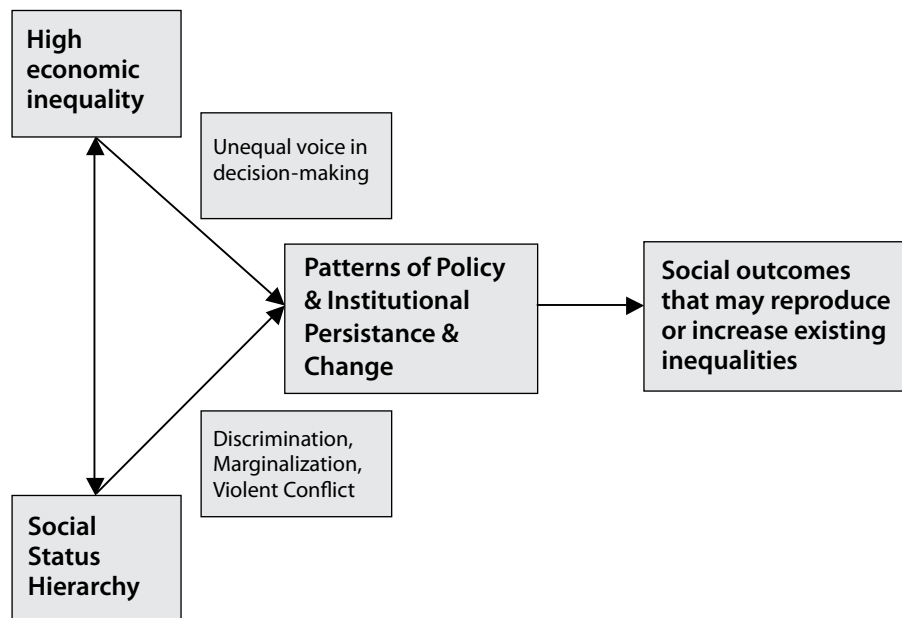 High
economic
inequality
Unequal voice in
decision-making
Patterns of Policy
& Institutional
Persistance &
Change
Social outcomes
that may reproduce
or increase existing
inequalities
Discrimination,
Marginalization,
Violent Conflict
Social
Status
Hierarchy